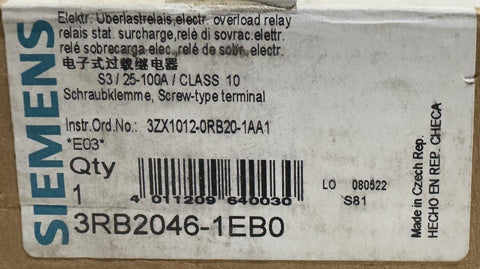 SIEMENS
Elektr. Überlastrelais,electr. overload relay
relais stat. surcharge,relè di sovrac.elettr.
relé sobrecarga elec.,relé de sobn.electr.
电子式过载继电器
S3 / 25-100A / CLASS 10
Schraubklemme, Screw-type terminal
Instr.Ord.No.: 3ZX1012-0RB20-1AA1
*E03*
Qty
1
4 011209 640030
LO 080522
S81
3RB2046-1EB0
Made in Czech Rep.
HECHO EN REP. CHECA